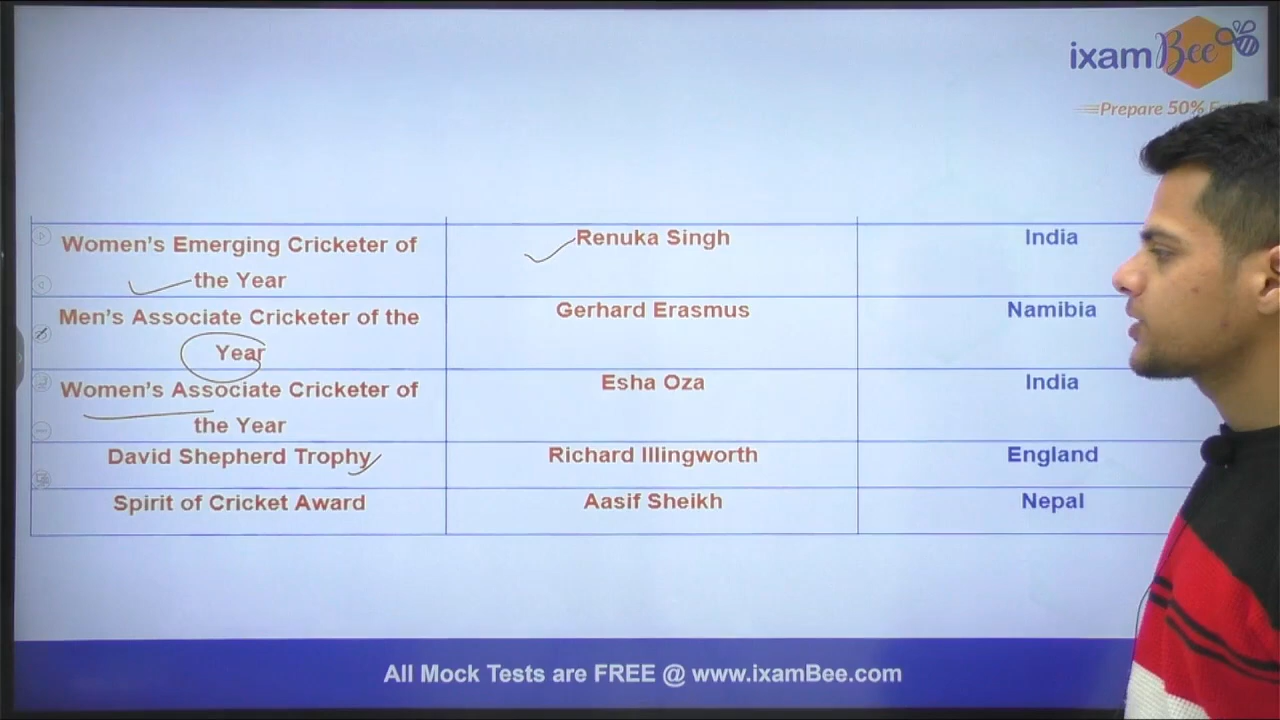 ixamBee
Prepare 50%
Women's Emerging Cricketer of
the Year
Renuka Singh
India
Men's Associate Cricketer of the
Year
Gerhard Erasmus
Namibia
Women's Associate Cricketer of
the Year
Esha Oza
India
David Shepherd Trophy
Richard Illingworth
England
Spirit of Cricket Award
Aasif Sheikh
Nepal
All Mock Tests are FREE @ www.ixamBee.com